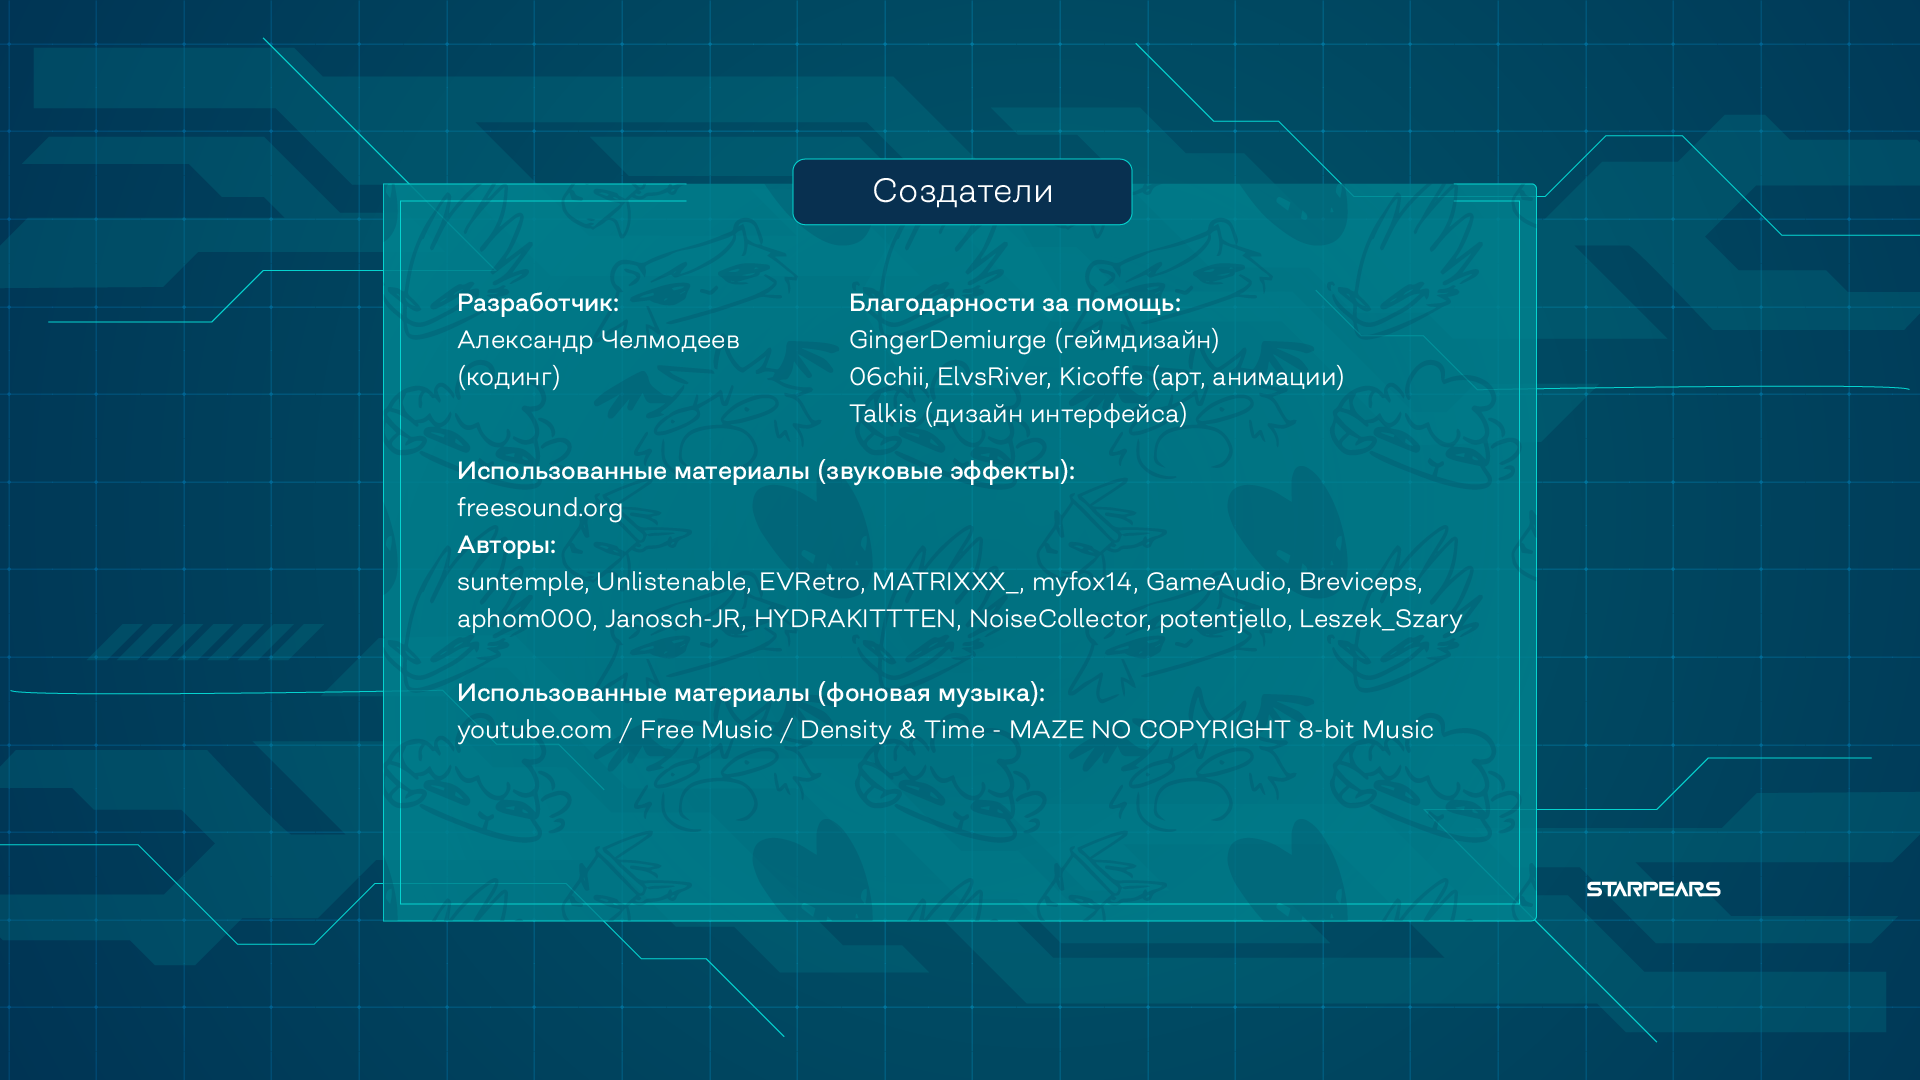 Создатели
Разработчик:
Александр Челмодеев
(кодинг)
Благодарности за помощь:
GingerDemiurge (геймдизайн)
06chii, ElvsRiver, Kicoffe (арт, анимации)
Talkis (дизайн интерфейса)
Использованные материалы (звуковые эффекты):
freesound.org
Авторы:
suntemple, Unlistenable, EVRetro, MATRIXXX_, myfox14, GameAudio, Breviceps,
aphom000, Janosch-JR, HYDRAKITTTEN, NoiseCollector, potentjello, Leszek_Szary
Использованные материалы (фоновая музыка):
youtube.com / Free Music / Density & Time - MAZE NO COPYRIGHT 8-bit Music
STARPEARS